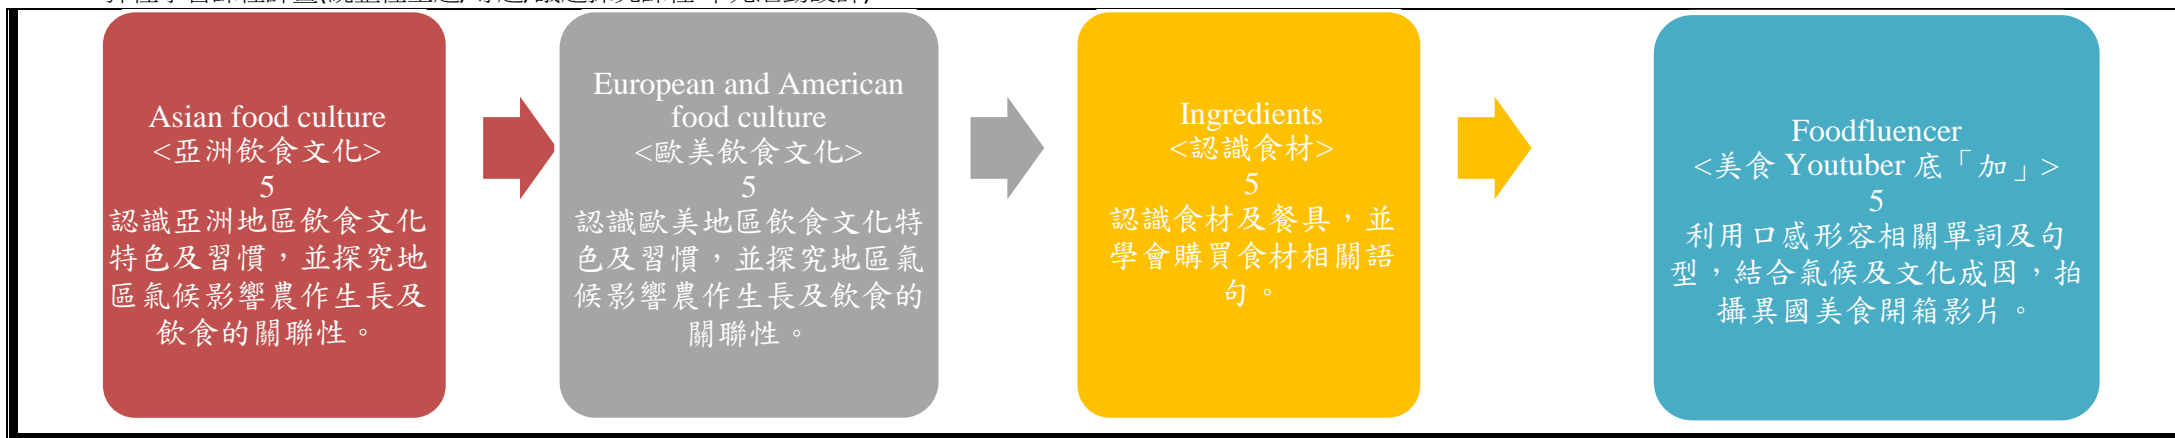 Asian food culture
<亞洲飲食文化>
5
認識亞洲地區飲食文化
特色及習慣，並探究地
區氣候影響農作生長及
飲食的關聯性。
European and American
food culture
<歐美飲食文化>
5
認識歐美地區飲食文化特
色及習慣，並探究地區氣
候影響農作生長及飲食的
關聯性。
Ingredients
<認識食材>
5
認識食材及餐具，並
學會購買食材相關語
句。
Foodfluencer
<美食 Youtuber 底「加」>
5
利用口感形容相關單詞及句
型，結合氣候及文化成因，拍
攝異國美食開箱影片。